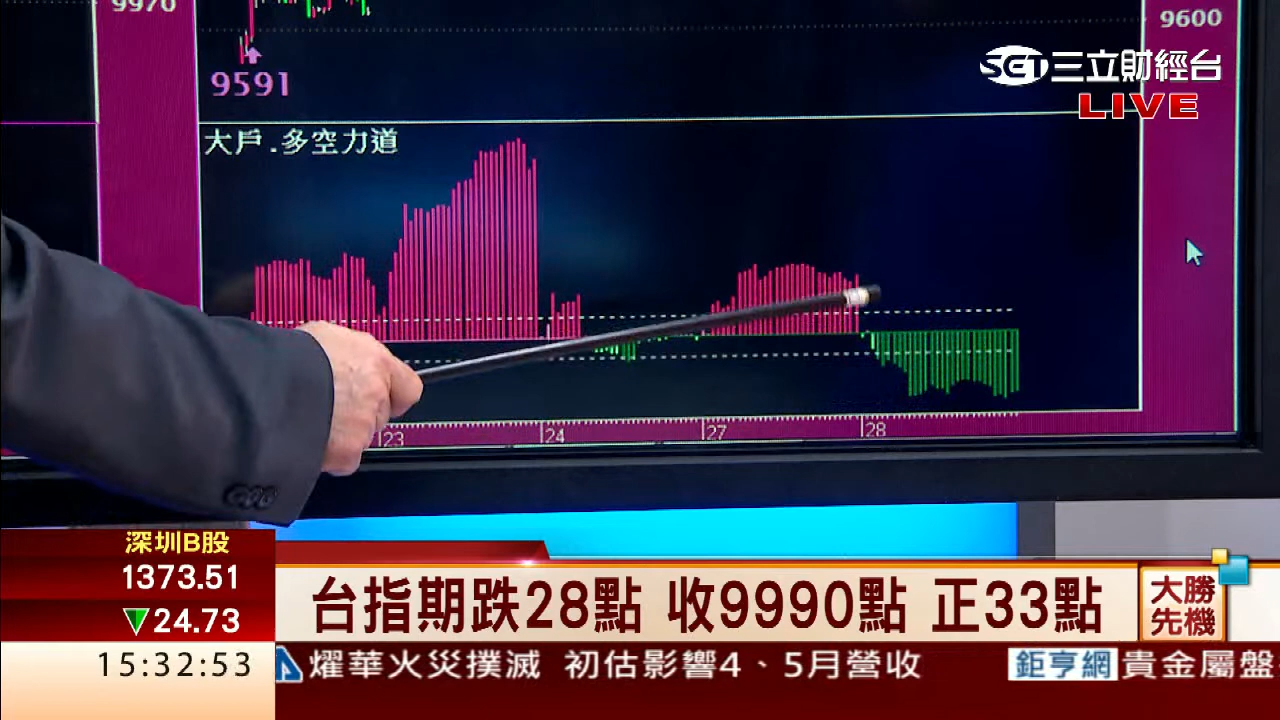 9970
9600
9591
SET三立財經台
LIVE
大戶.多空力道
23
24
27
28
深圳B股
1373.51
▼24.73
15:32:53
台指期跌28點 收9990點 正33點
大勝
先機
燿華火災撲滅 初估影響4、5月營收
鉅亨網 貴金屬盤